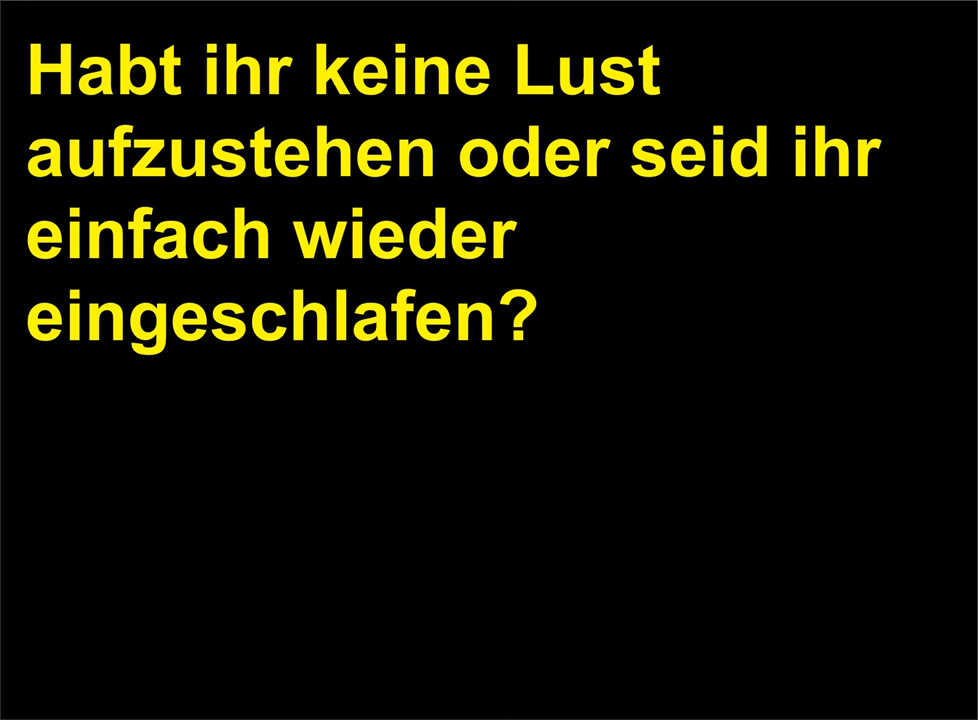 Habt ihr keine Lust
aufzustehen oder seid ihr
einfach wieder
eingeschlafen?